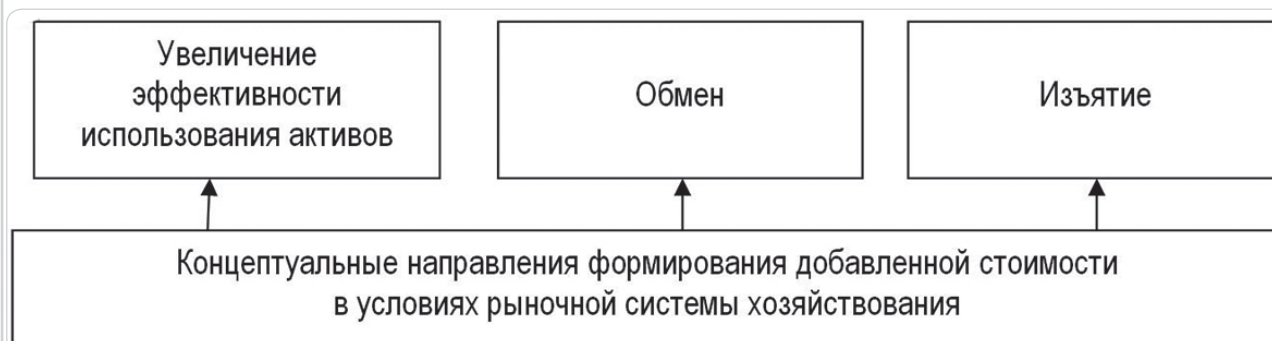 Увеличение
эффективности
использования активов
Обмен
Изъятие
Концептуальные направления формирования добавленной стоимости
в условиях рыночной системы хозяйствования